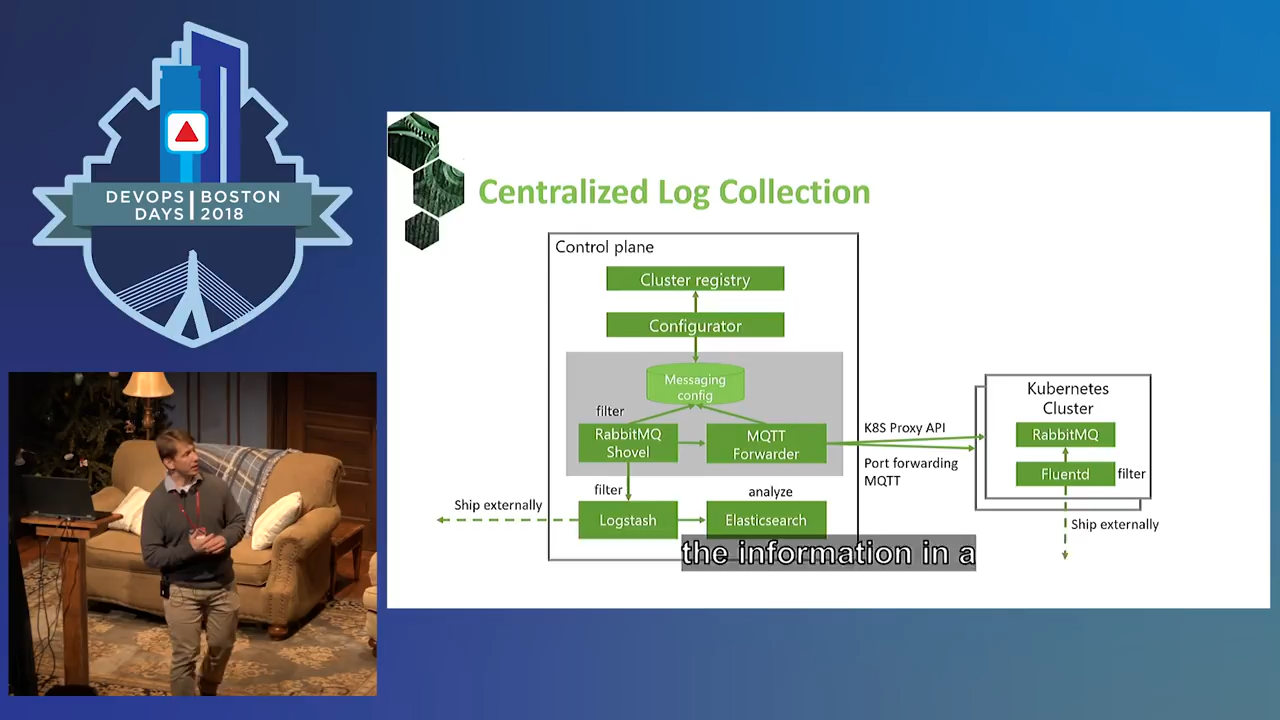 DEVOPS BOSTON
DAYS 2018
Centralized Log Collection
Control plane
Cluster registry
Configurator
Messaging
config
filter
RabbitMQ
Shovel
MQTT
Forwarder
filter
analyze
Ship externally
Logstash
Elasticsearch
K8S Proxy API
Port forwarding
MQTT
Kubernetes
Cluster
RabbitMQ
Fluentd
filter
Ship externally
the information in a